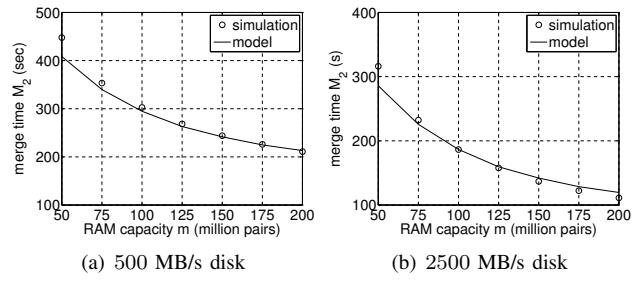 500
400
300
200
100
50 75 100 125 150 175 200
RAM capacity m (million pairs)
merge time M_2 (sec)
simulation
model
(a) 500 MB/s disk
400
300
200
100
50 75 100 125 150 175 200
RAM capacity m (million pairs)
merge time M_2 (s)
simulation
model
(b) 2500 MB/s disk